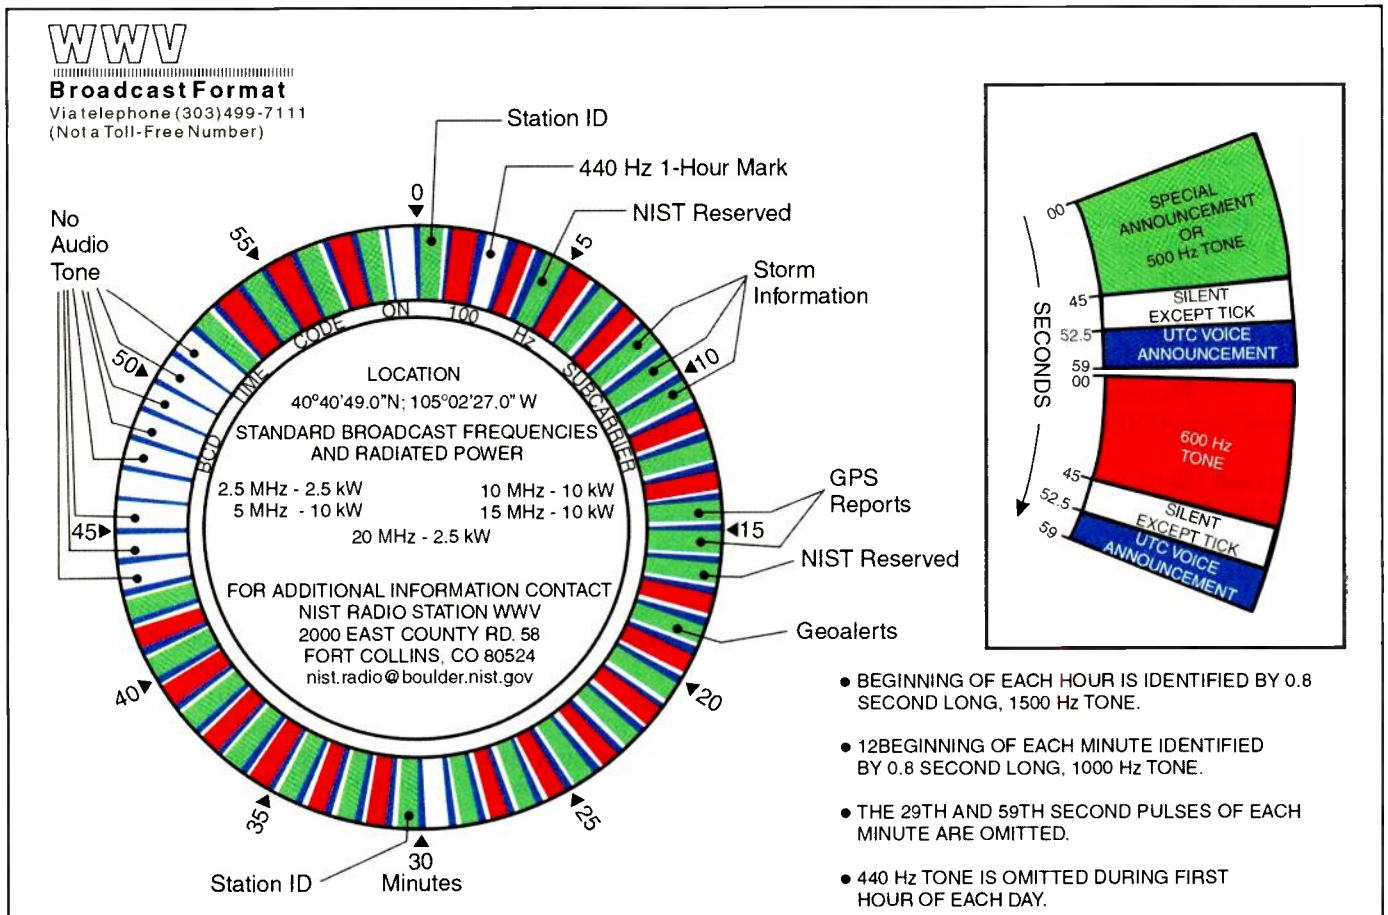 WWV
Broadcast Format
Via telephone (303)499-7111
(Not a Toll-Free Number)
Station ID
440 Hz 1-Hour Mark
NIST Reserved
Storm
Information
GPS
Reports
NIST Reserved
Geoalerts
No
Audio
Tone
0
5
10
15
20
25
30
Minutes
35
40
45
50
55
Station ID
BCD TIME CODE ON 100 Hz SUBCARRIER
LOCATION
40º40'49.0"N; 105º02'27.0" W
STANDARD BROADCAST FREQUENCIES
AND RADIATED POWER
2.5 MHz - 2.5 kW
10 MHz - 10 kW
5 MHz - 10 kW
15 MHz - 10 kW
20 MHz - 2.5 kW
FOR ADDITIONAL INFORMATION CONTACT
NIST RADIO STATION WWV
2000 EAST COUNTY RD. 58
FORT COLLINS, CO 80524
nist.radio@boulder.nist.gov
SECONDS
00
SPECIAL
ANNOUNCEMENT
OR
500 Hz TONE
45
SILENT
EXCEPT TICK
52.5
UTC VOICE
ANNOUNCEMENT
59
00
600 Hz
TONE
45
SILENT
EXCEPT TICK
52.5
UTC VOICE
ANNOUNCEMENT
59
● BEGINNING OF EACH HOUR IS IDENTIFIED BY 0.8
SECOND LONG, 1500 Hz TONE.
● 12BEGINNING OF EACH MINUTE IDENTIFIED
BY 0.8 SECOND LONG, 1000 Hz TONE.
● THE 29TH AND 59TH SECOND PULSES OF EACH
MINUTE ARE OMITTED.
● 440 Hz TONE IS OMITTED DURING FIRST
HOUR OF EACH DAY.